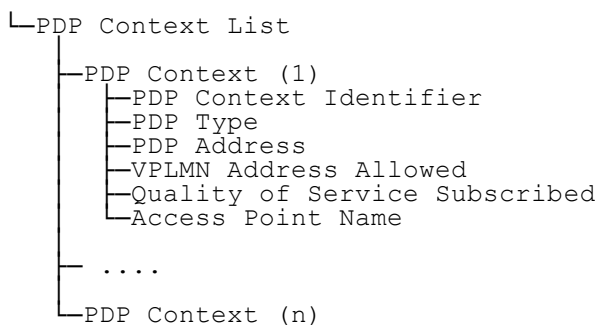 PDP Context List
PDP Context (1)
PDP Context Identifier
PDP Type
PDP Address
VPLMN Address Allowed
Quality of Service Subscribed
Access Point Name
....
PDP Context (n)